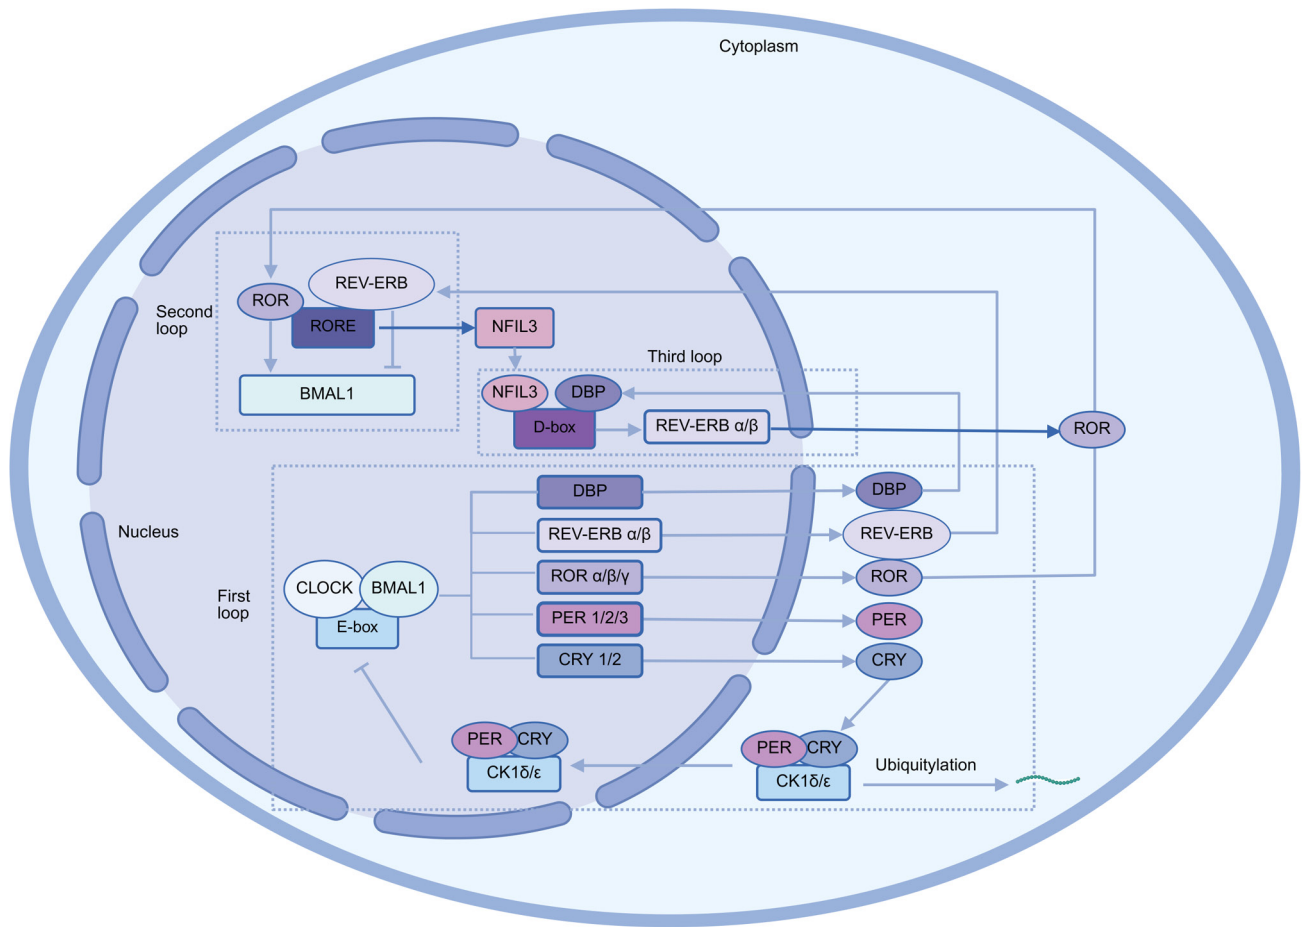 Cytoplasm
Second
loop
ROR
REV-ERB
RORE
BMAL1
NFIL3
Third loop
NFIL3
DBP
D-box
REV-ERB α/β
ROR
Nucleus
First
loop
CLOCK
BMAL1
E-box
DBP
REV-ERB α/β
ROR α/β/γ
PER 1/2/3
CRY 1/2
DBP
REV-ERB
ROR
PER
CRY
PER
CRY
CK1δ/ε
PER
CRY
CK1δ/ε
Ubiquitylation